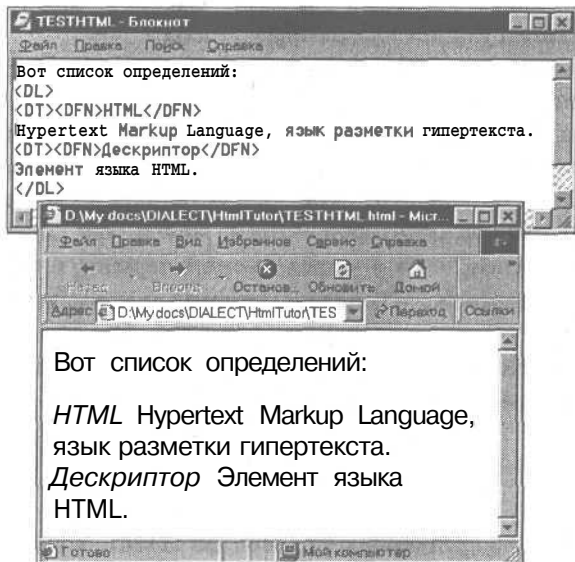 TESTHTML - Блокнот
Файл Правка Поиск Справка
Вот список определений:
<DL>
<DT><DFN>HTML</DFN>
Hypertext Markup Language, язык разметки гипертекста.
<DT><DFN>Дескриптор</DFN>
Элемент языка HTML.
</DL>
D:\My docs\DIALECT\HtmlTutor\TESTHTML.html - Микр...
Файл Правка Вид Избранное Сервис Справка
Назад Вперед Останов... Обновить Домой
Адрес D:\My docs\DIALECT\HtmlTutor\TES Переход Ссылки
Вот список определений:
HTML Hypertext Markup Language,
язык разметки гипертекста.
Дескриптор Элемент языка
HTML.
Готово Мой компьютер